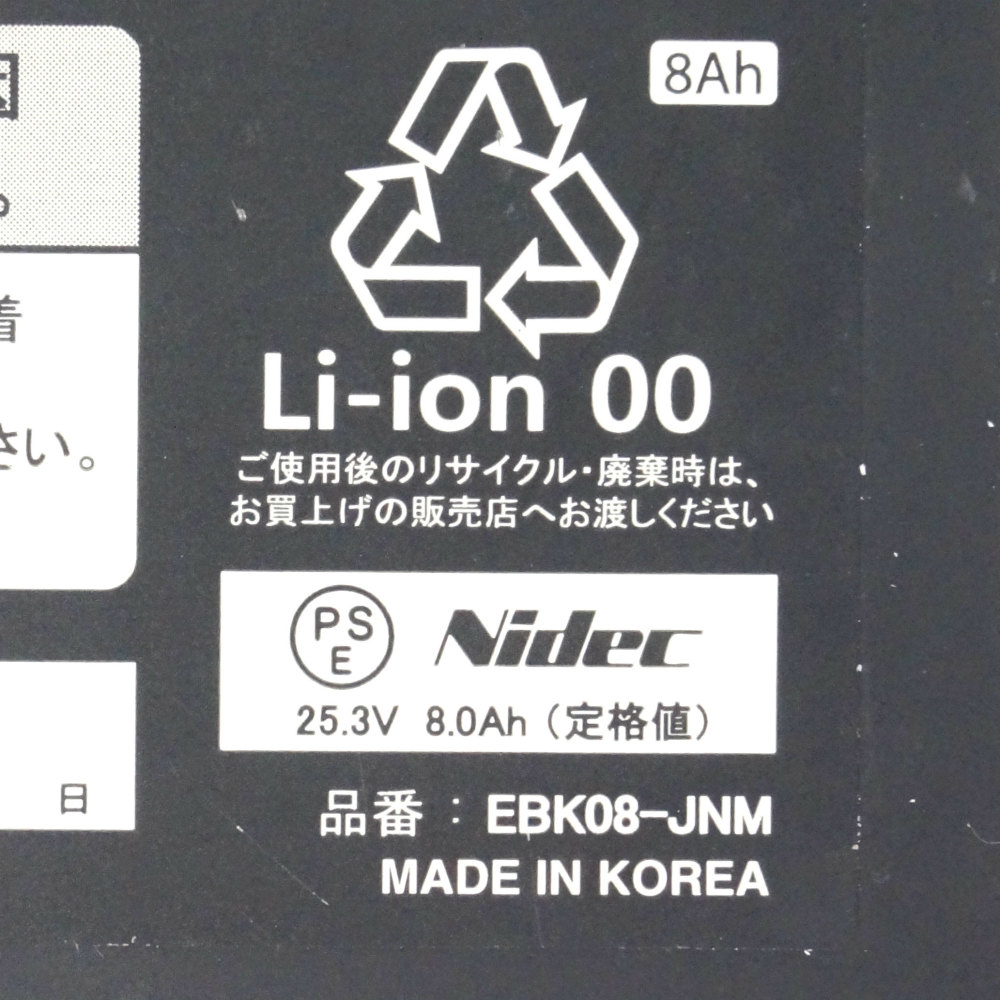 8Ah
Li-ion 00
ご使用後のリサイクル・廃棄時は、
お買上げの販売店へお渡しください
着
さい。
PSE Nidec
25.3V 8.0Ah（定格値）
日
品番：EBK08-JNM
MADE IN KOREA